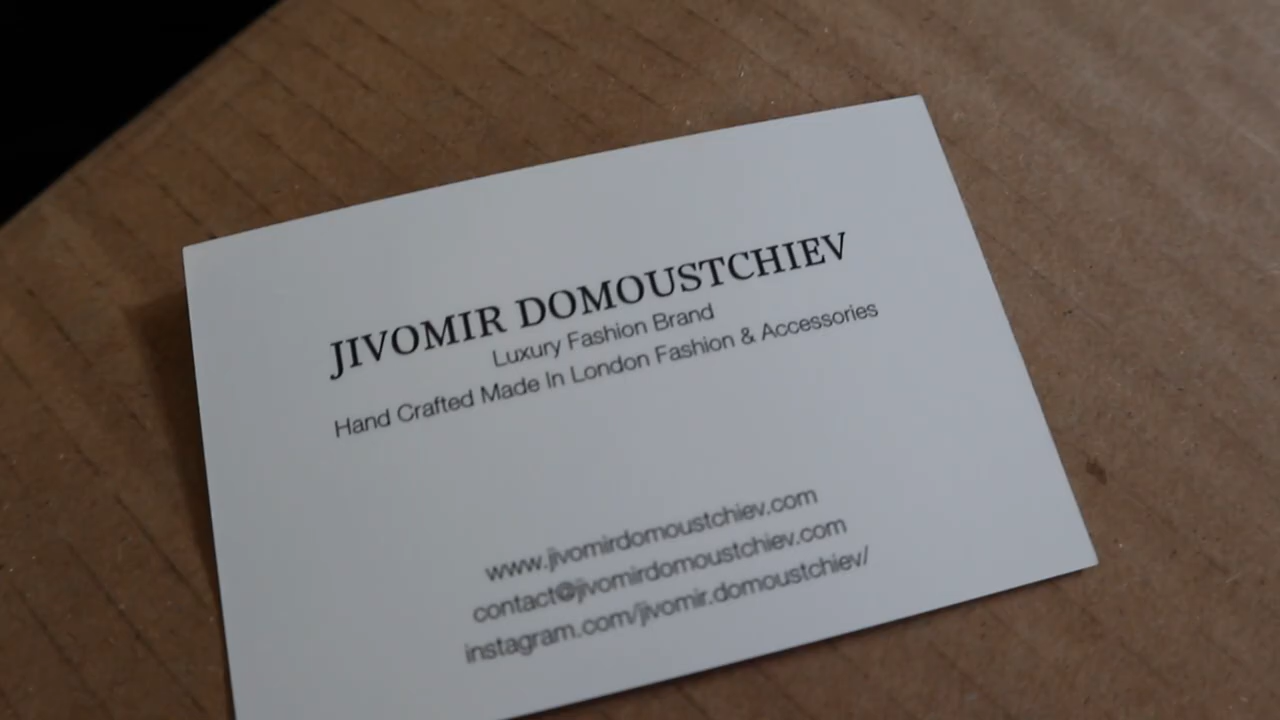 JIVOMIR DOMOUSTCHIEV
Luxury Fashion Brand
Hand Crafted Made In London Fashion & Accessories
www.jivomirdomoustchiev.com
contact@jivomirdomoustchiev.com
instagram.com/jivomir.domoustchiev/